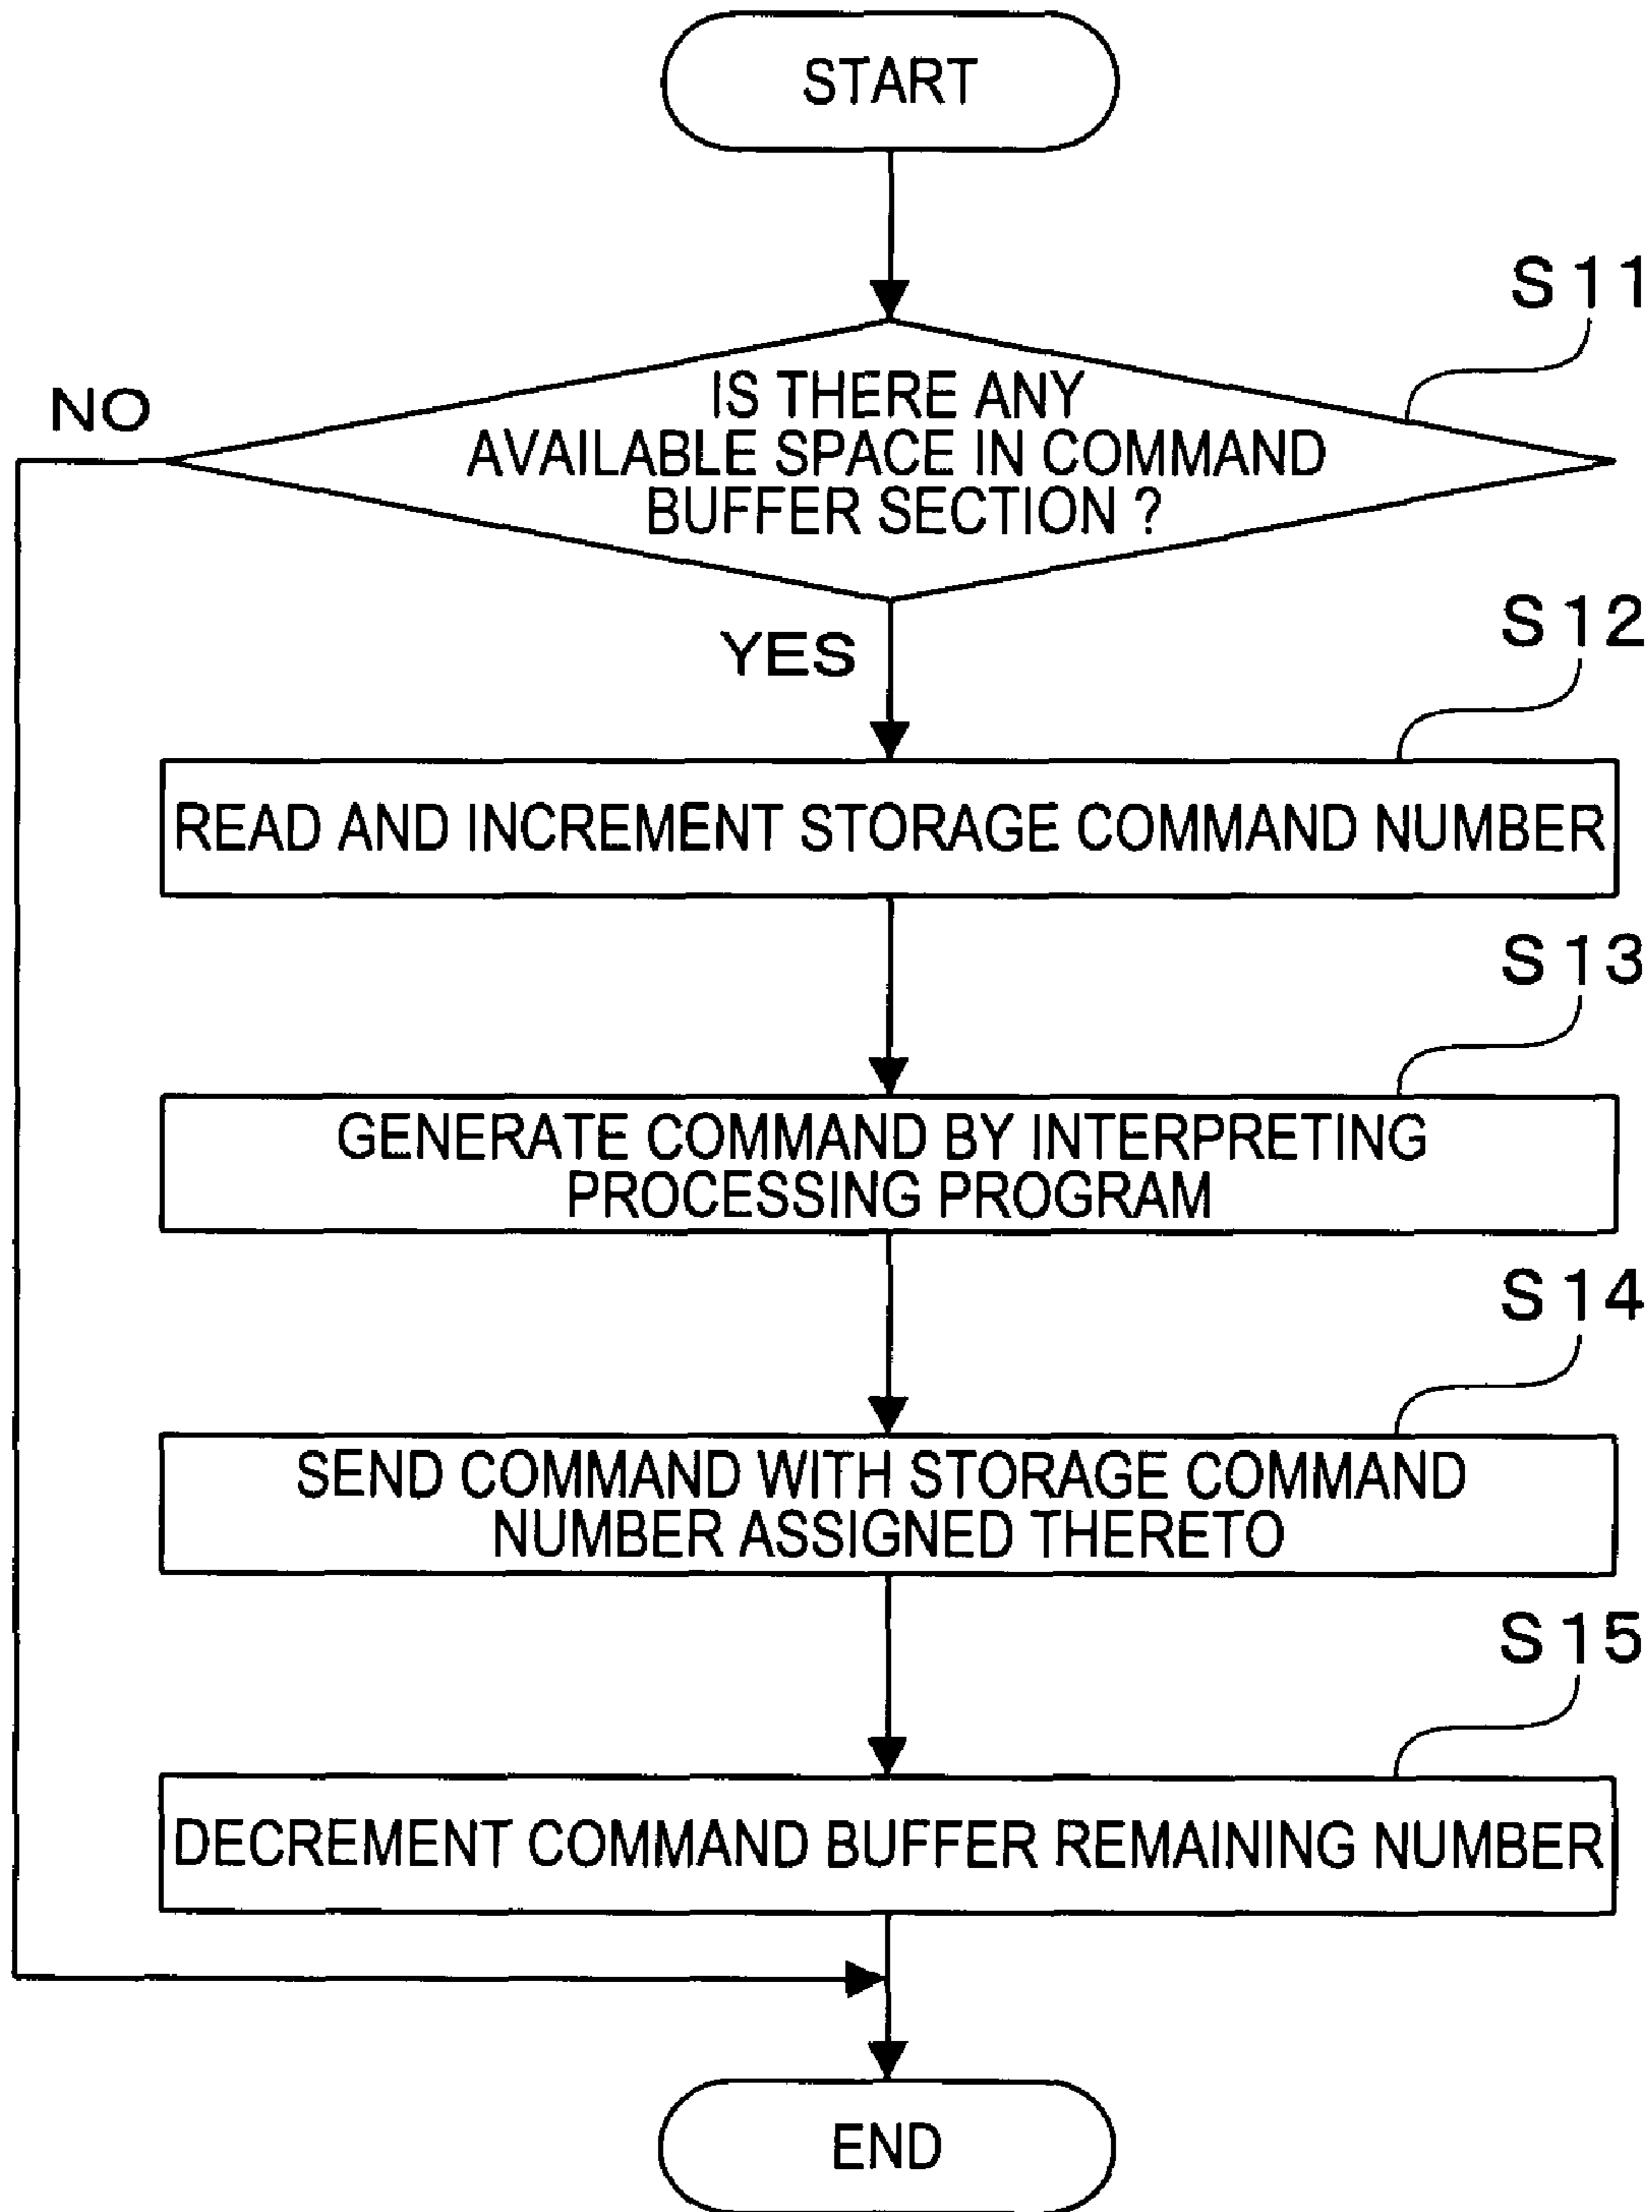 START
S11
NO
IS THERE ANY
AVAILABLE SPACE IN COMMAND
BUFFER SECTION ?
YES
S12
READ AND INCREMENT STORAGE COMMAND NUMBER
S13
GENERATE COMMAND BY INTERPRETING
PROCESSING PROGRAM
S14
SEND COMMAND WITH STORAGE COMMAND
NUMBER ASSIGNED THERETO
S15
DECREMENT COMMAND BUFFER REMAINING NUMBER
END